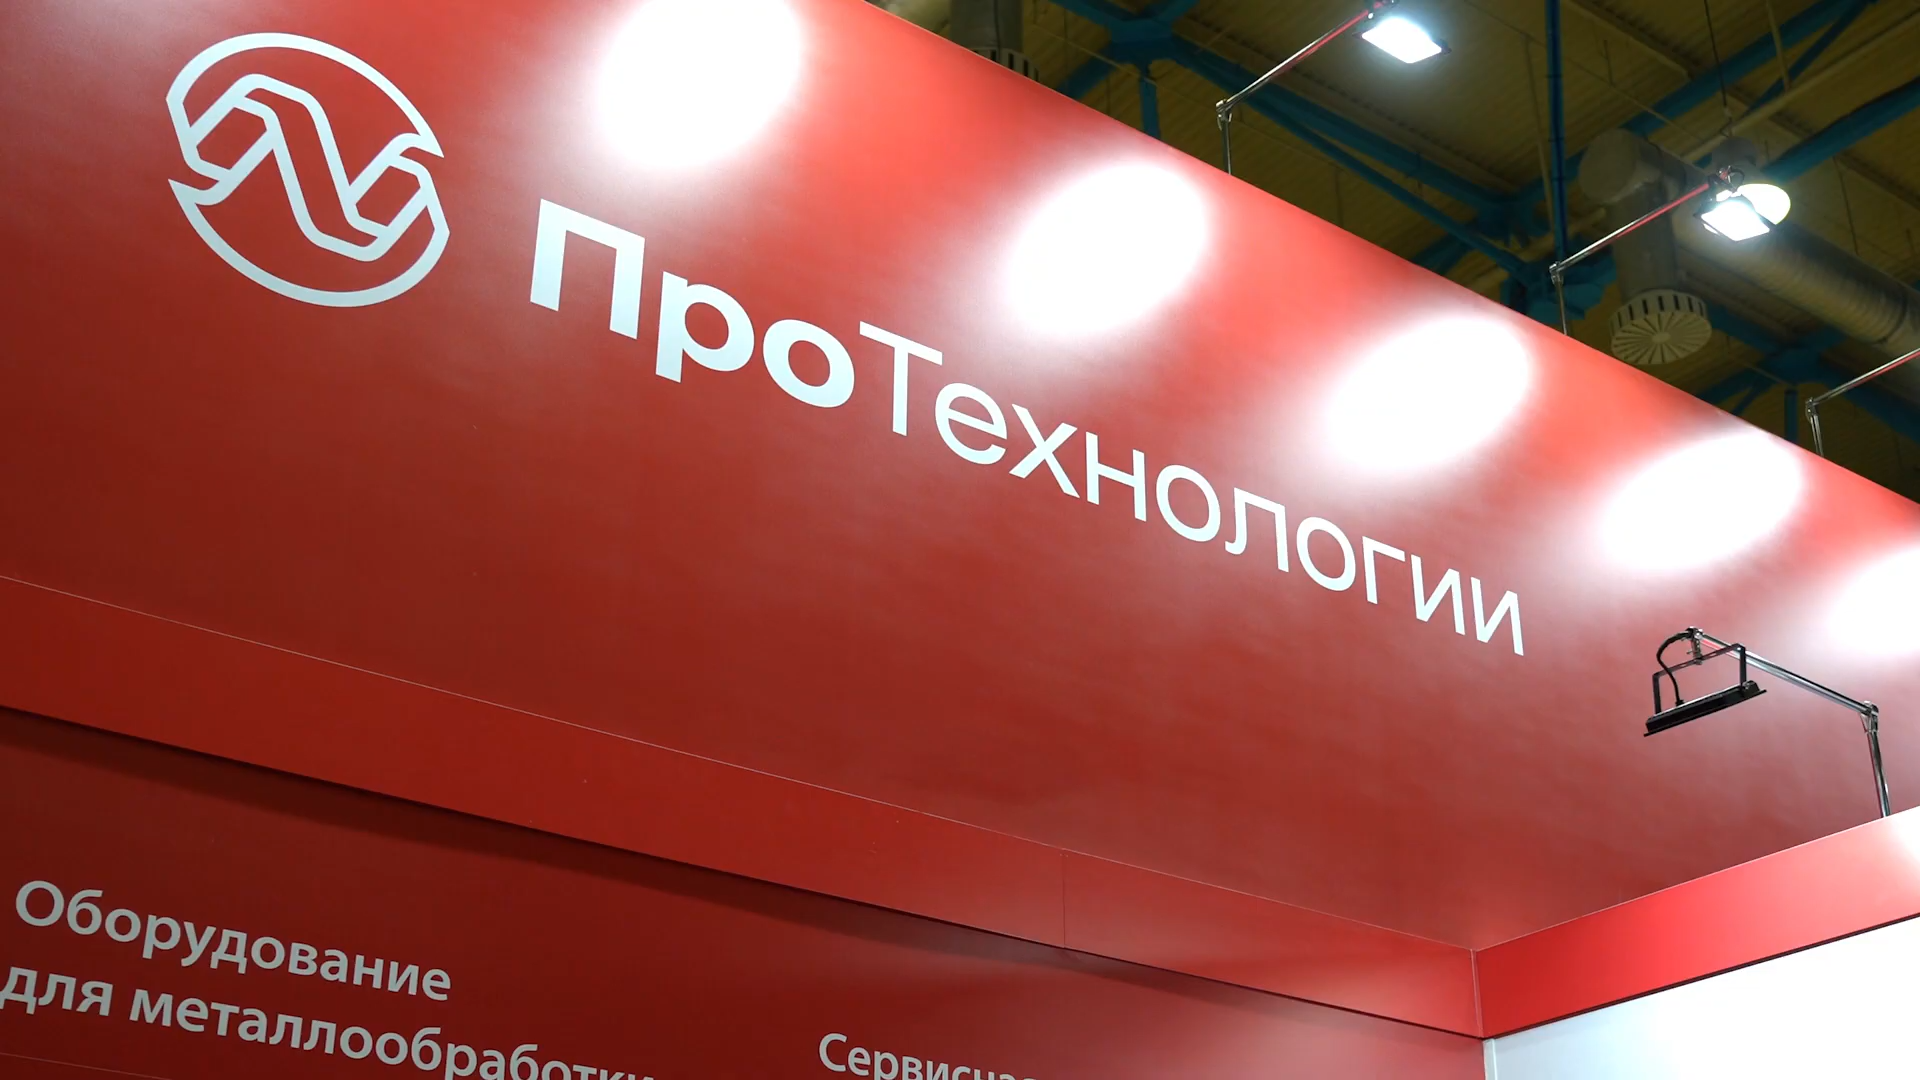 ПроТехнологии
Оборудование
для металлообработки